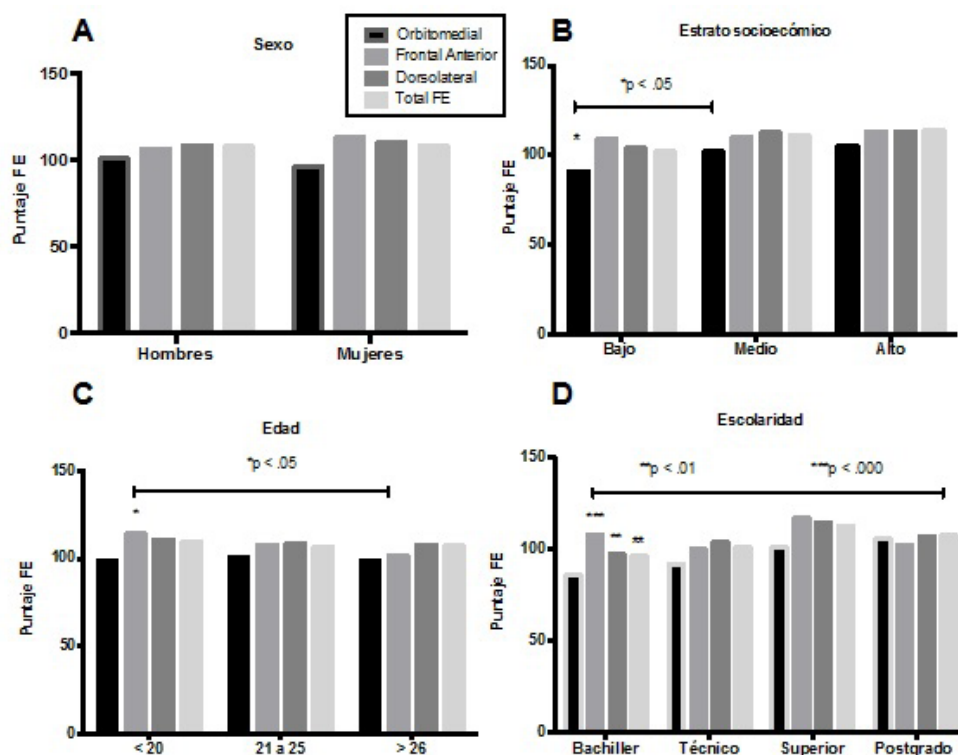 A
Sexo
Orbitomedial
Frontal Anterior
Dorsolateral
Total FE
Puntaje FE
150
100
50
0
Hombres
Mujeres
B
Estrato socioecómico
*p < .05
*
Puntaje FE
150
100
50
0
Bajo
Medio
Alto
C
Edad
*p < .05
*
Puntaje FE
150
100
50
0
< 20
21 a 25
> 26
D
Escolaridad
**p < .01
***p < .000
***
**
**
Puntaje FE
150
100
50
0
Bachiller
Técnico
Superior
Postgrado